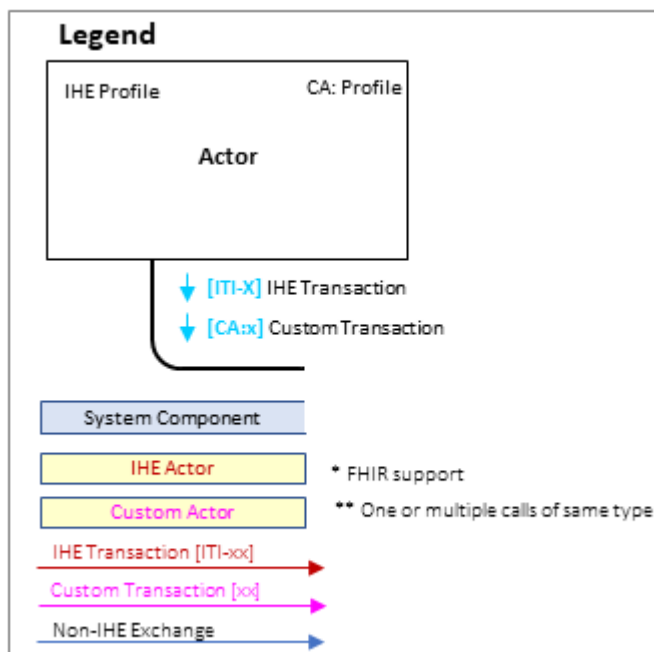 Legend
IHE Profile
CA: Profile
Actor
[ITI-X] IHE Transaction
[CA:x] Custom Transaction
System Component
IHE Actor
* FHIR support
Custom Actor
** One or multiple calls of same type
IHE Transaction [ITI-xx]
Custom Transaction [xx]
Non-IHE Exchange